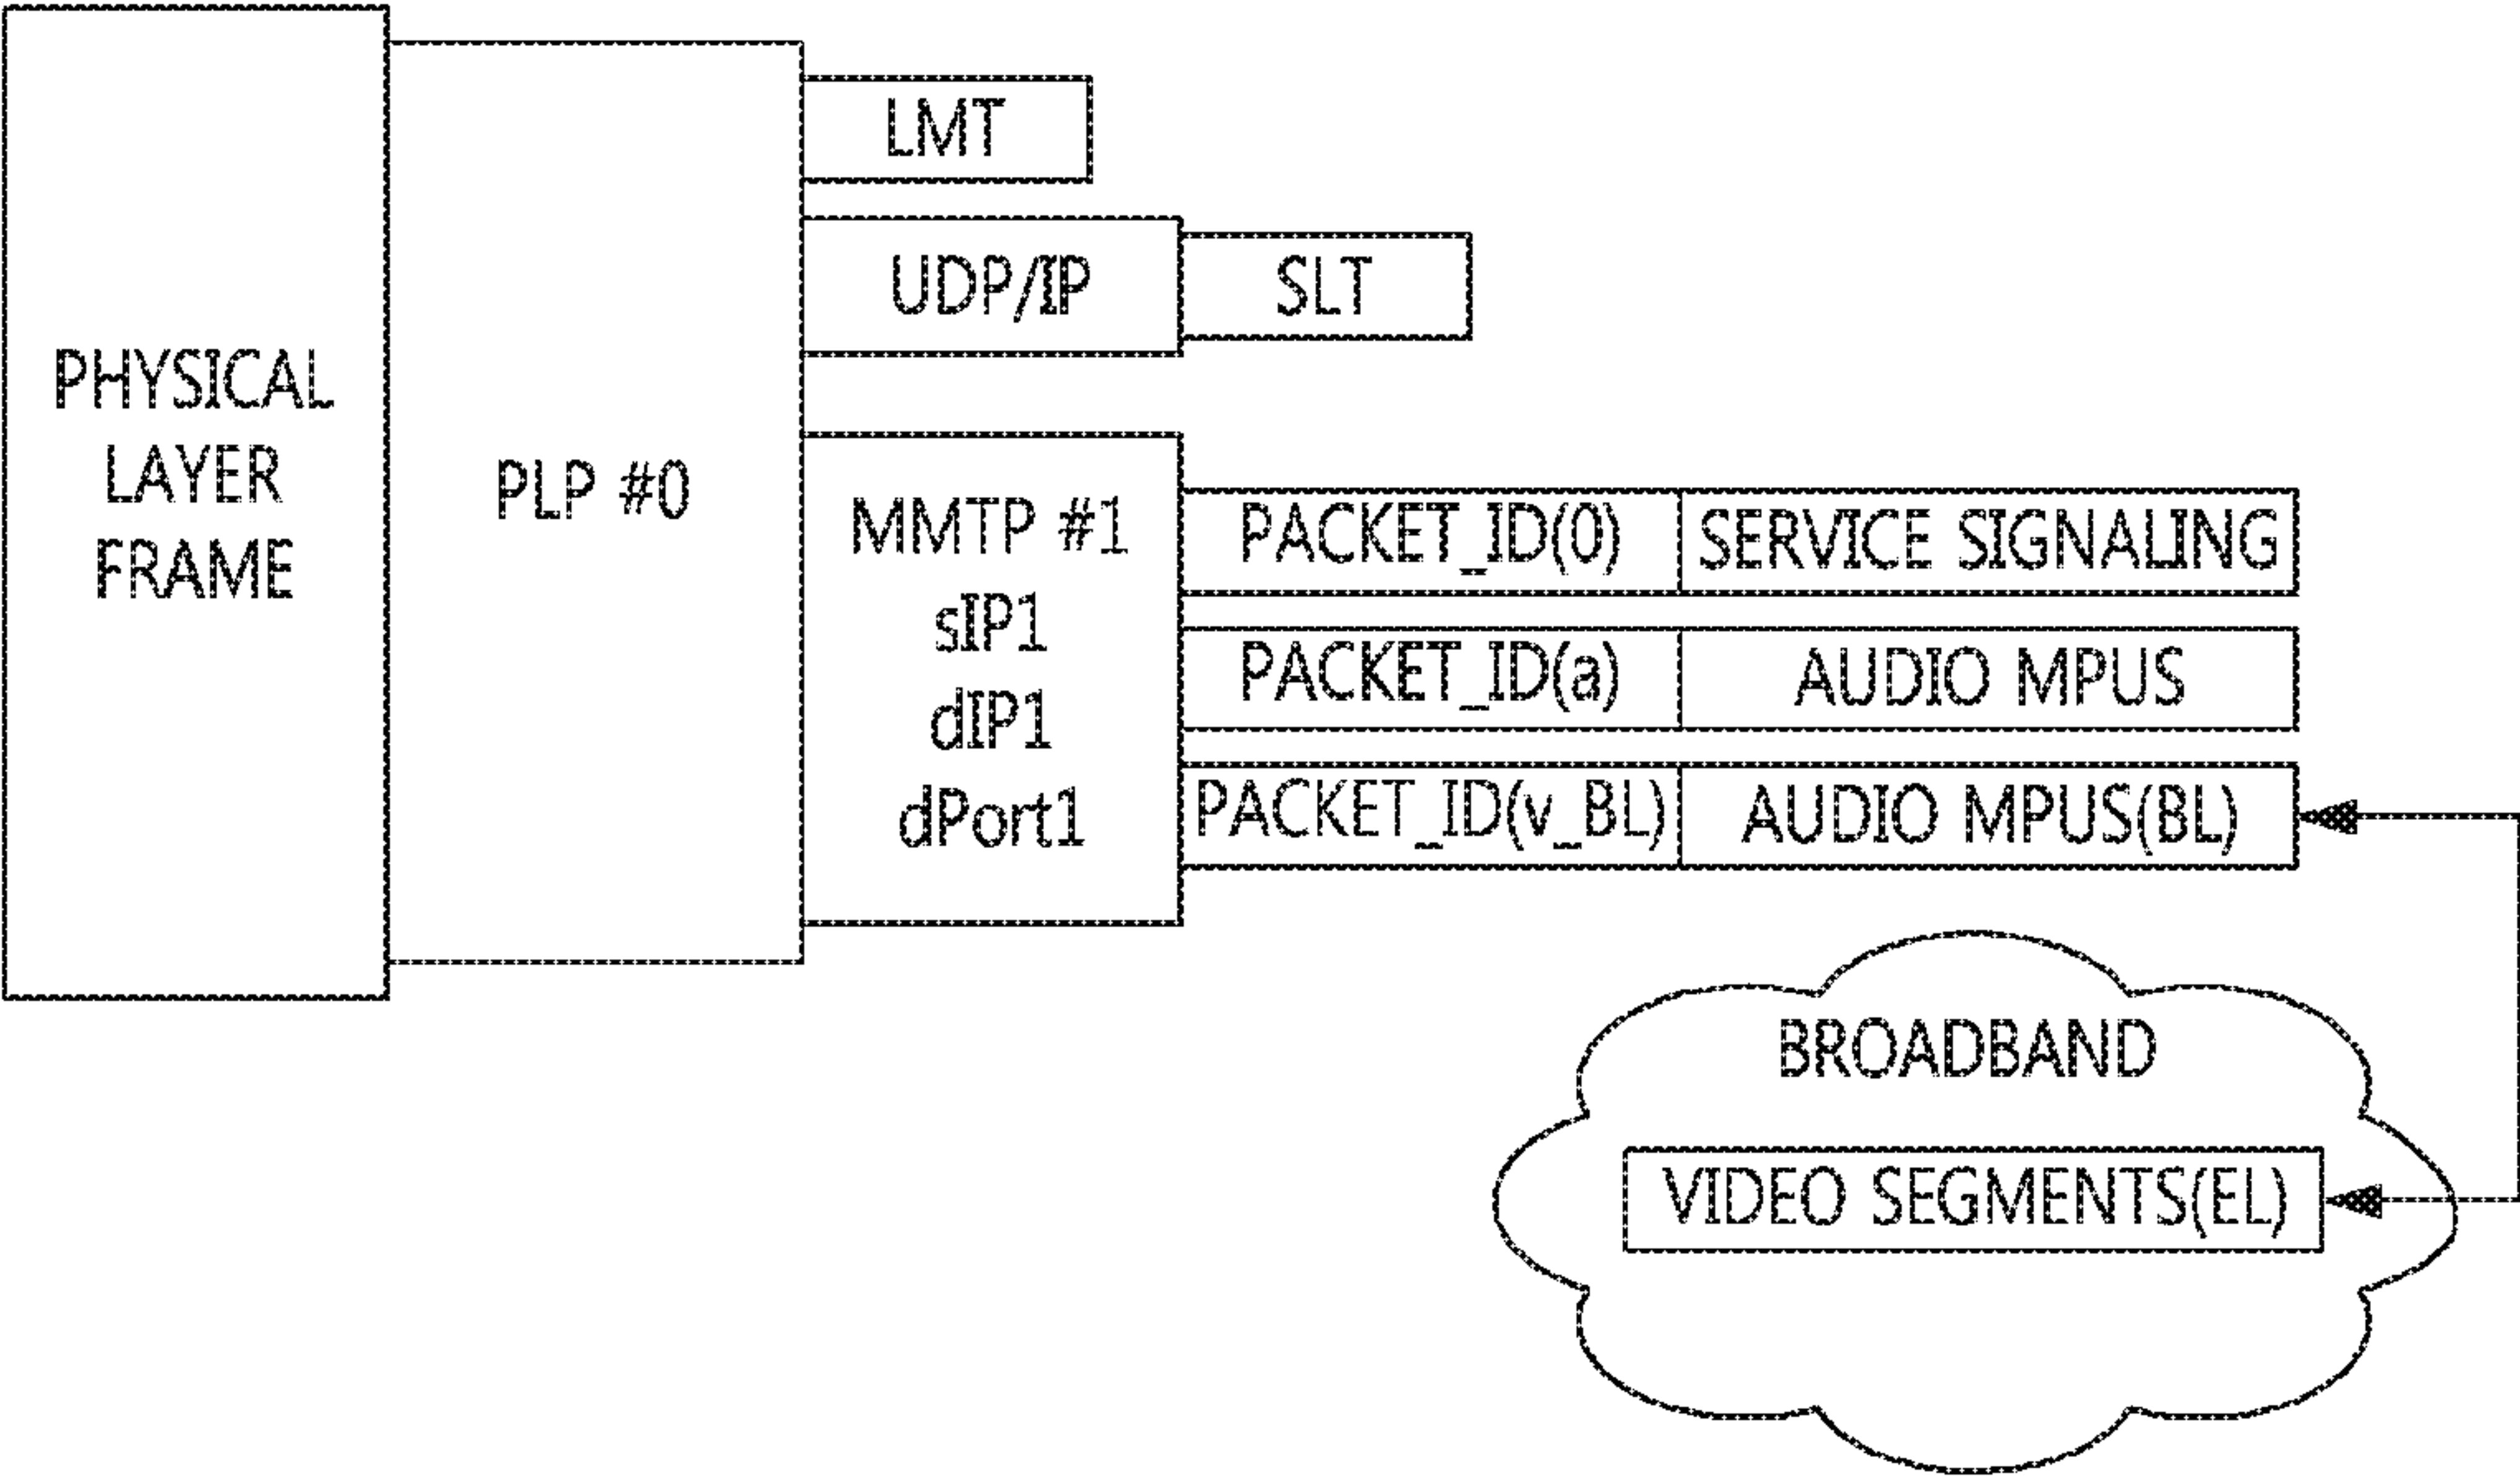 PHYSICAL
LAYER
FRAME
PLP #0
LMT
UDP/IP
SLT
MMTP #1
sIP1
dIP1
dPort1
PACKET_ID(0)
SERVICE SIGNALING
PACKET_ID(a)
AUDIO MPUS
PACKET_ID(v_BL)
AUDIO MPUS(BL)
BROADBAND
VIDEO SEGMENTS(EL)